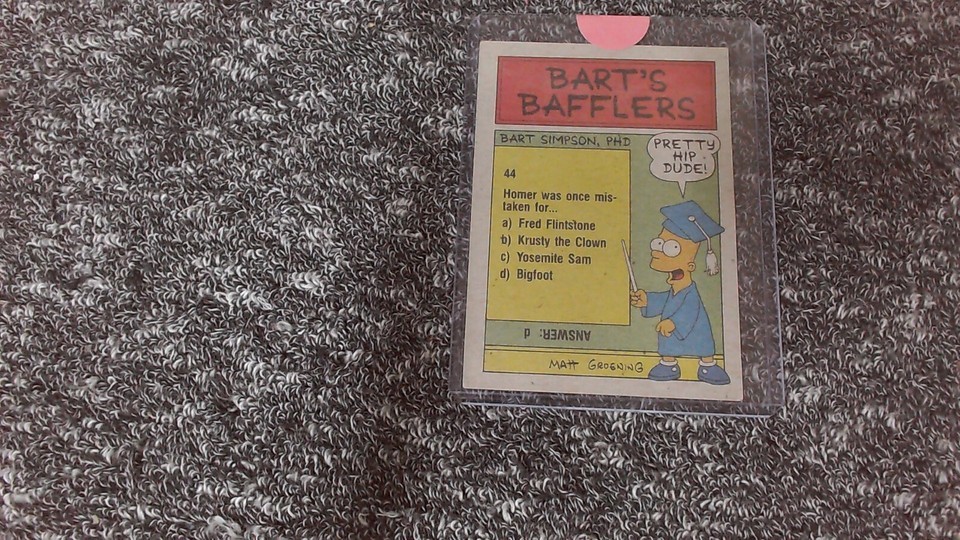 BART'S
BAFFLERS
BART SIMPSON, PHD
PRETTY
HIP
DUDE!
44
Homer was once mis-
taken for...
a) Fred Flintstone
b) Krusty the Clown
c) Yosemite Sam
d) Bigfoot
ANSWER: d
MATT GROENING